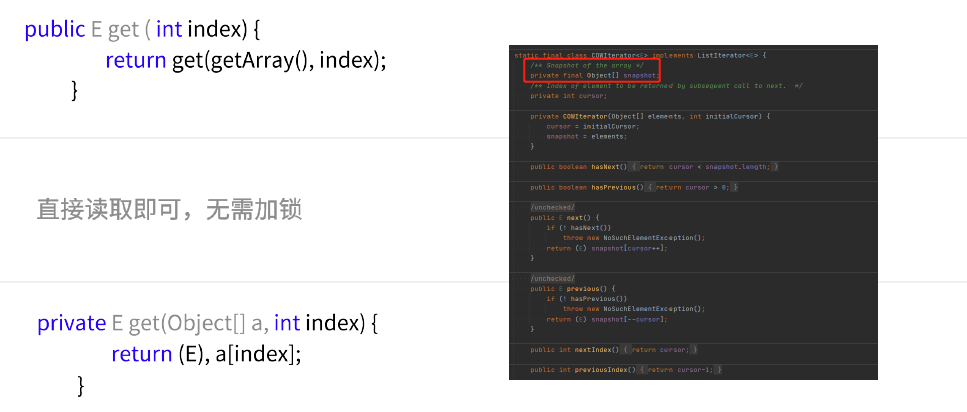 public E get ( int index) {
return get(getArray(), index);
}
直接读取即可，无需加锁
private E get(Object[] a, int index) {
return (E), a[index];
}
static final class COWIterator<E> implements ListIterator<E> {
/** Snapshot of the array */
private final Object[] snapshot;
/** Index of element to be returned by subsequent call to next.  */
private int cursor;
private COWIterator(Object[] elements, int initialCursor) {
cursor = initialCursor;
snapshot = elements;
}
public boolean hasNext() { return cursor < snapshot.length; }
public boolean hasPrevious() { return cursor > 0; }
/unchecked/
public E next() {
if (! hasNext())
throw new NoSuchElementException();
return (E) snapshot[cursor++];
}
/unchecked/
public E previous() {
if (! hasPrevious())
throw new NoSuchElementException();
return (E) snapshot[--cursor];
}
public int nextIndex() { return cursor; }
public int previousIndex() { return cursor-1; }